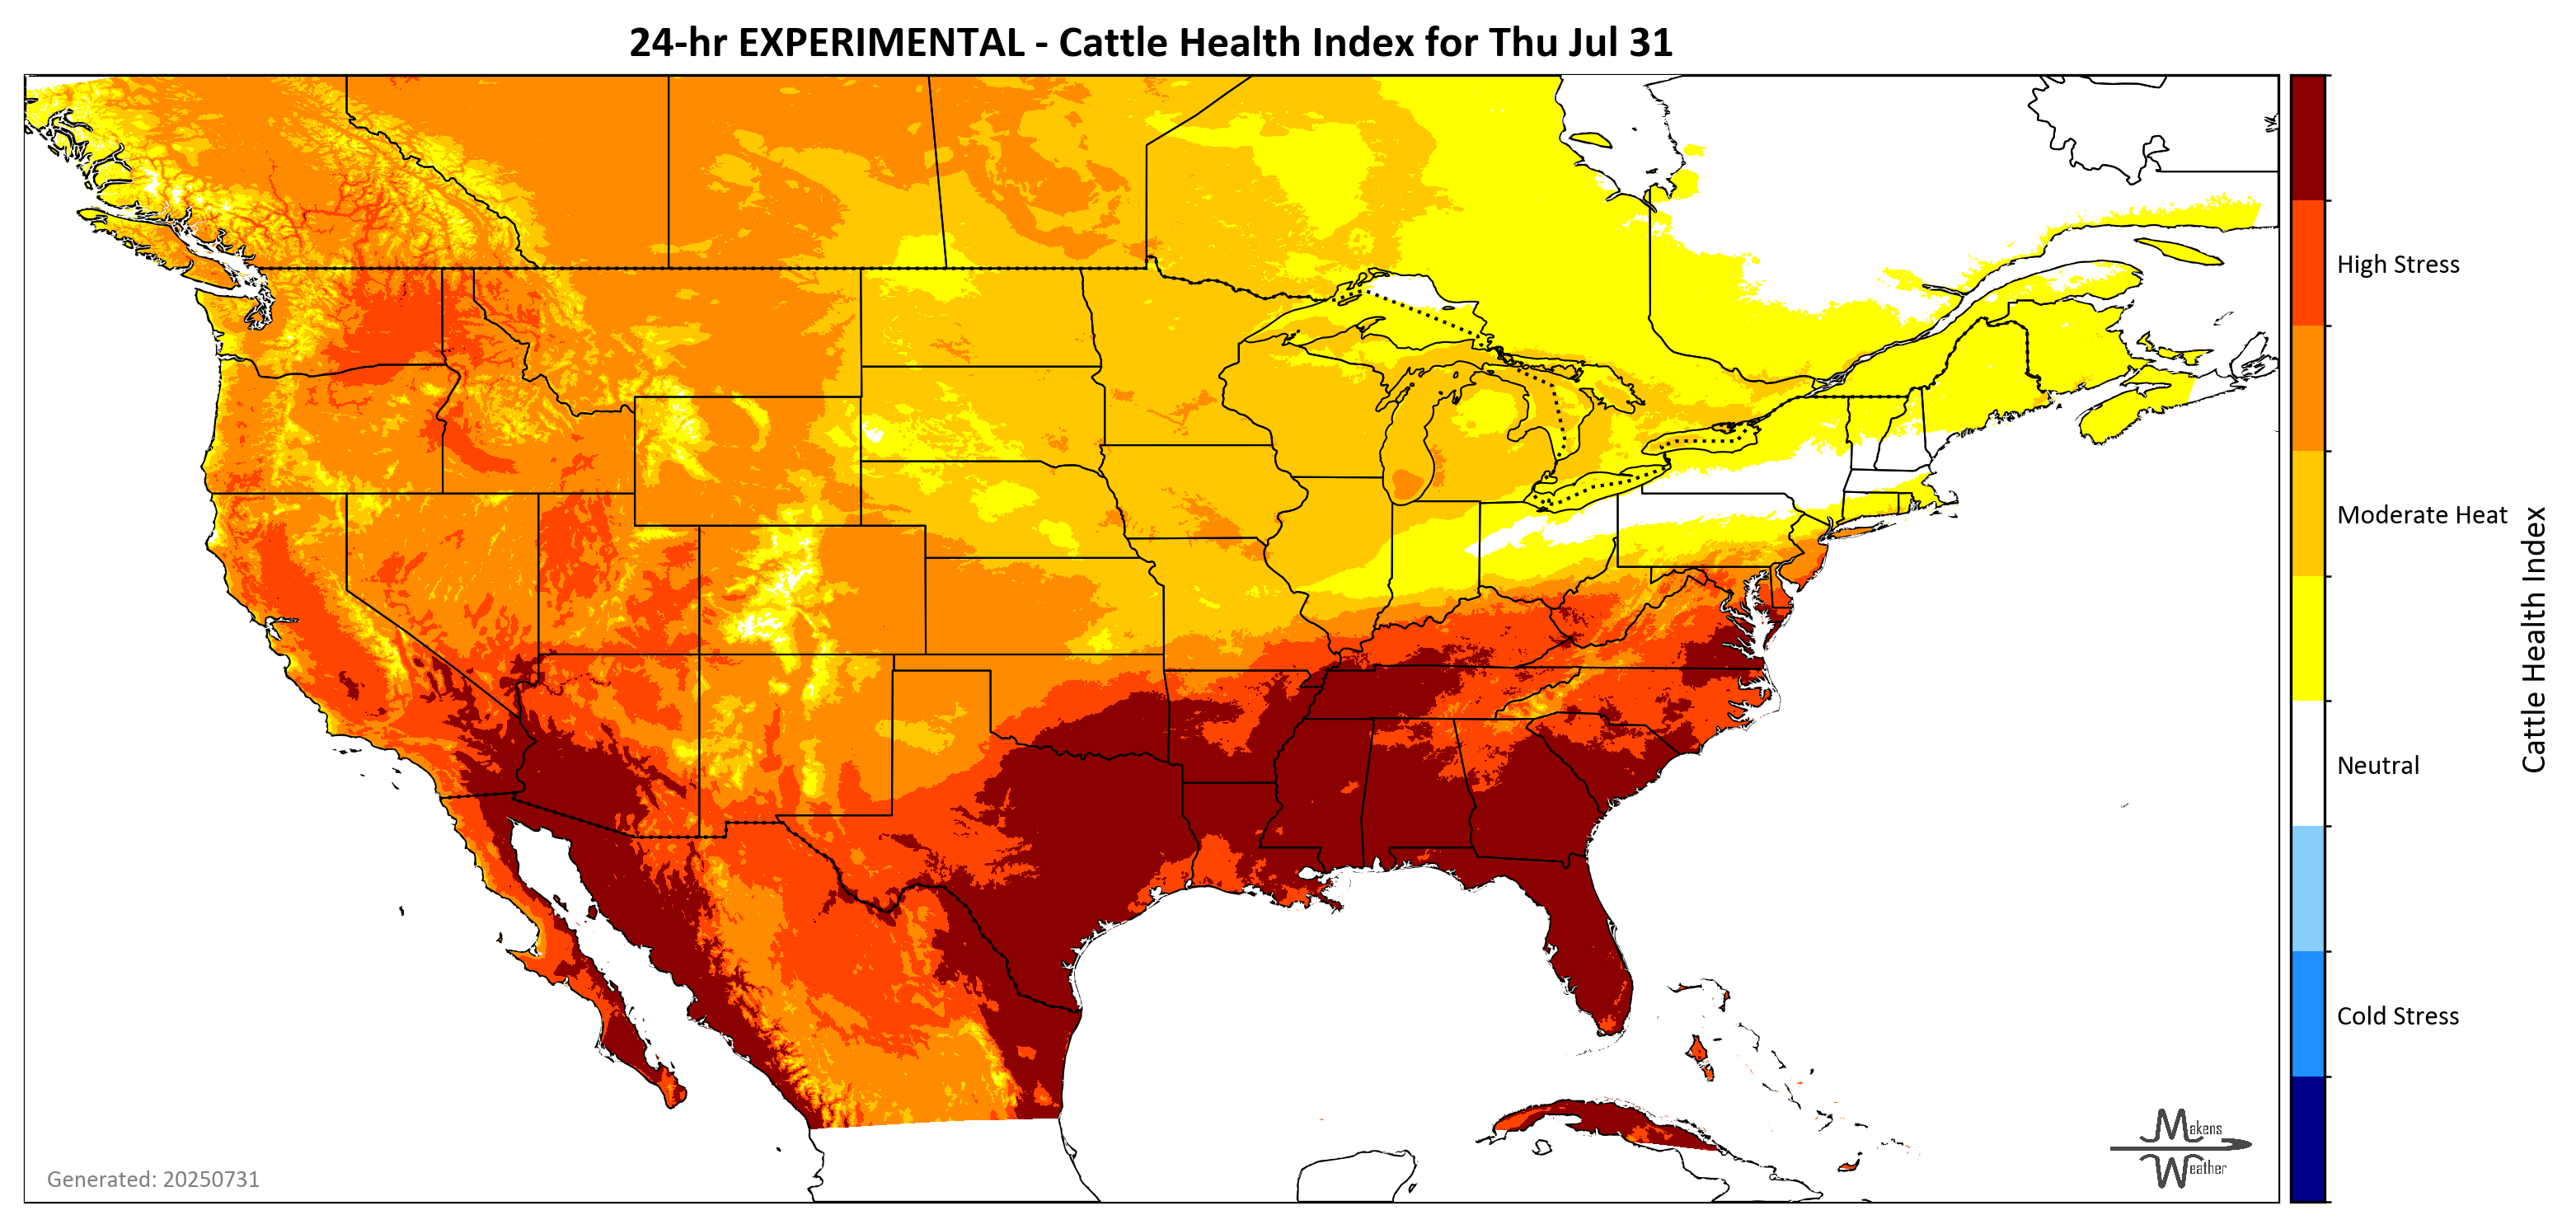 24-hr EXPERIMENTAL - Cattle Health Index for Thu Jul 31
High Stress
Moderate Heat
Neutral
Cold Stress
Cattle Health Index
Generated: 20250731
Makens
Weather